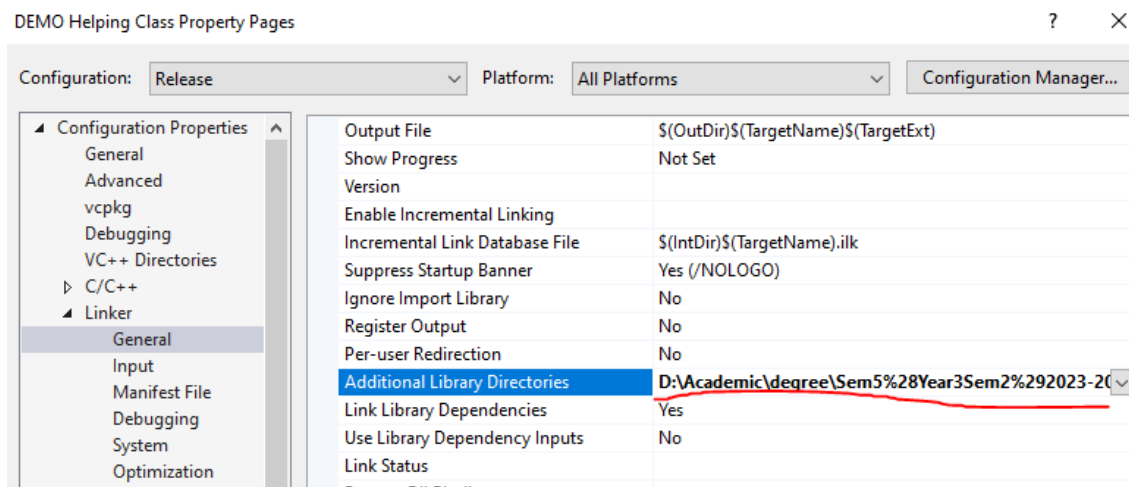 DEMO Helping Class Property Pages
Configuration: Release Platform: All Platforms Configuration Manager...
Configuration Properties
General
Advanced
vcpkg
Debugging
VC++ Directories
C/C++
Linker
General
Input
Manifest File
Debugging
System
Optimization
Output File $(OutDir)$(TargetName)$(TargetExt)
Show Progress Not Set
Version
Enable Incremental Linking
Incremental Link Database File $(IntDir)$(TargetName).ilk
Suppress Startup Banner Yes (/NOLOGO)
Ignore Import Library No
Register Output No
Per-user Redirection No
Additional Library Directories D:\Academic\degree\Sem5%28Year3Sem2%292023-20
Link Library Dependencies Yes
Use Library Dependency Inputs No
Link Status